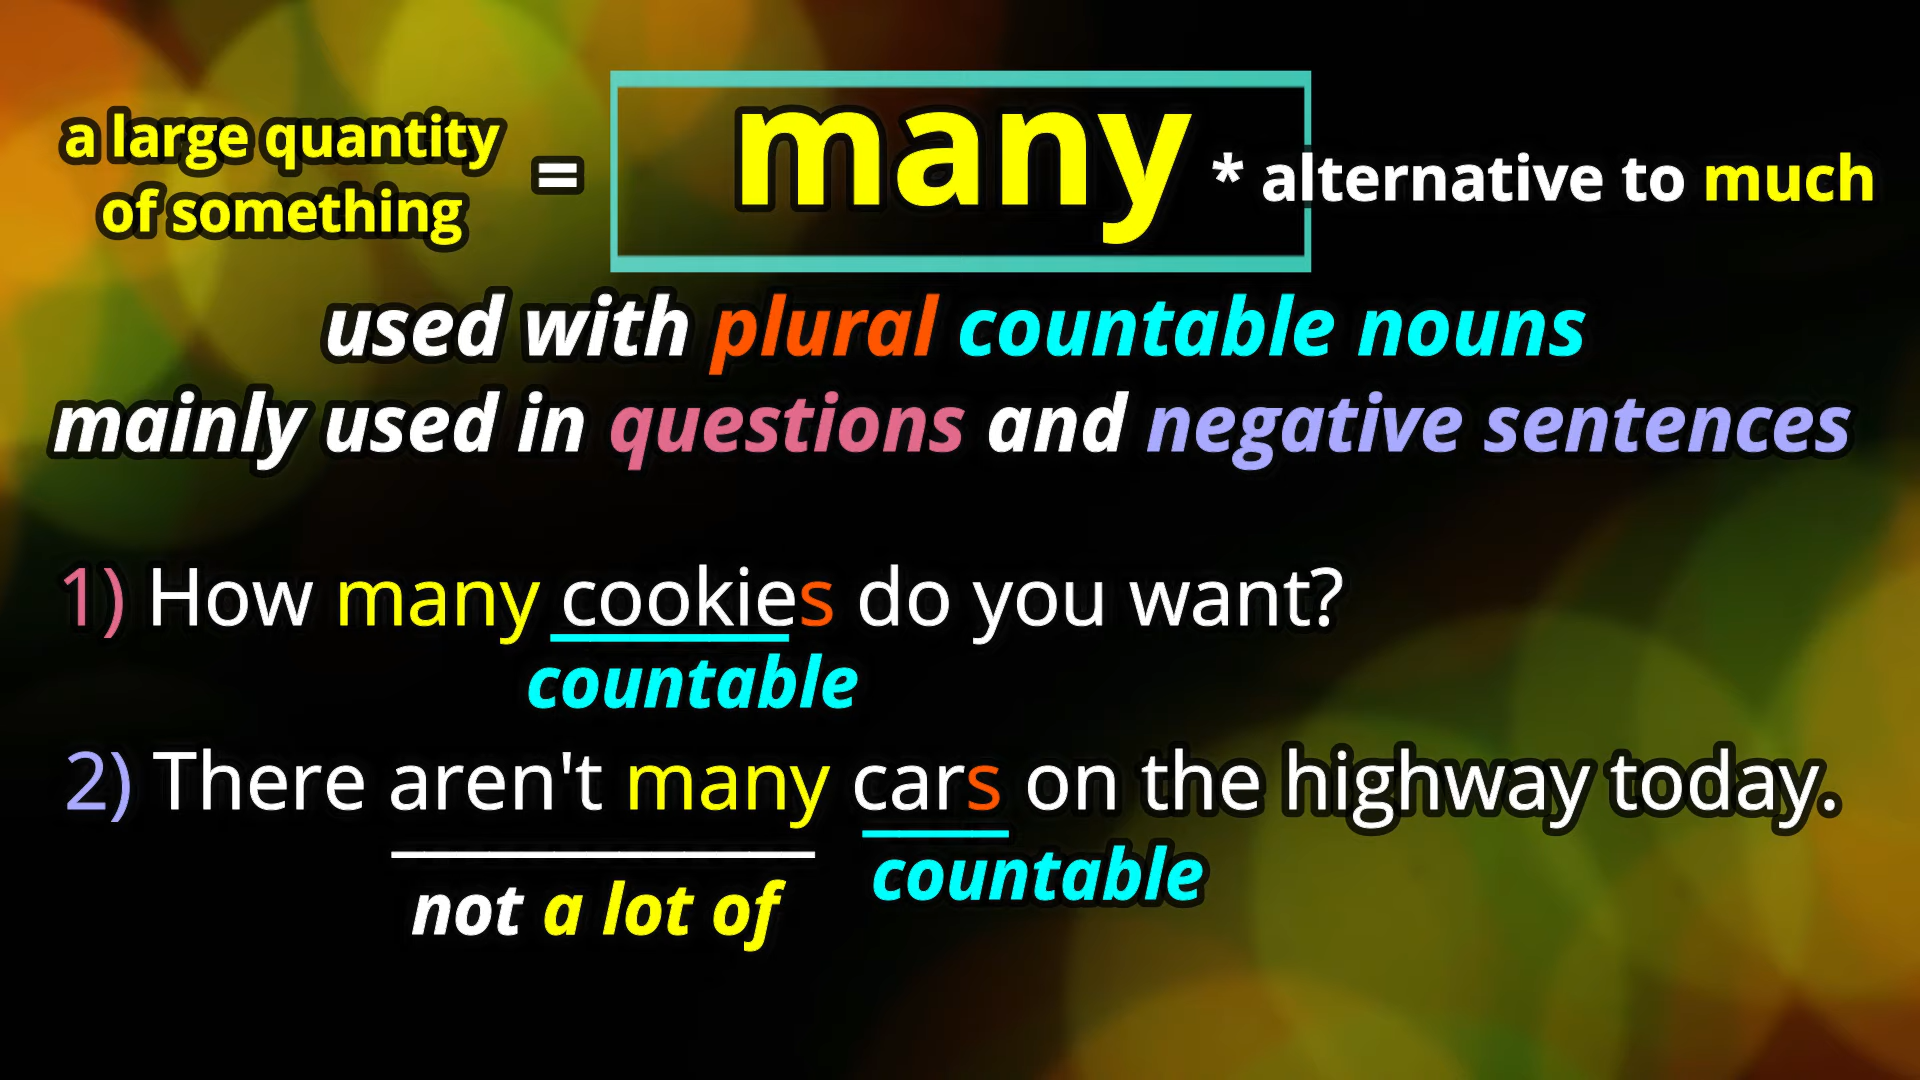 a large quantity
of something
=
many
* alternative to much
used with plural countable nouns
mainly used in questions and negative sentences
1) How many cookies do you want?
countable
2) There aren't many cars on the highway today.
countable
not a lot of